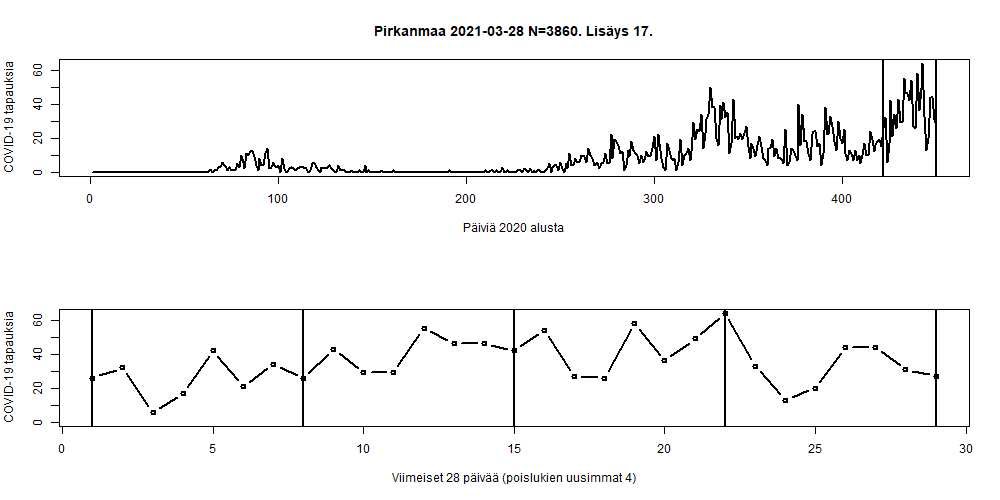 Pirkanmaa 2021-03-28 N=3860. Lisäys 17.
COVID-19 tapauksia
60
40
20
0
0 100 200 300 400
Päiviä 2020 alusta
COVID-19 tapauksia
60
40
20
0
0 5 10 15 20 25 30
Viimeiset 28 päivää (poislukien uusimmat 4)